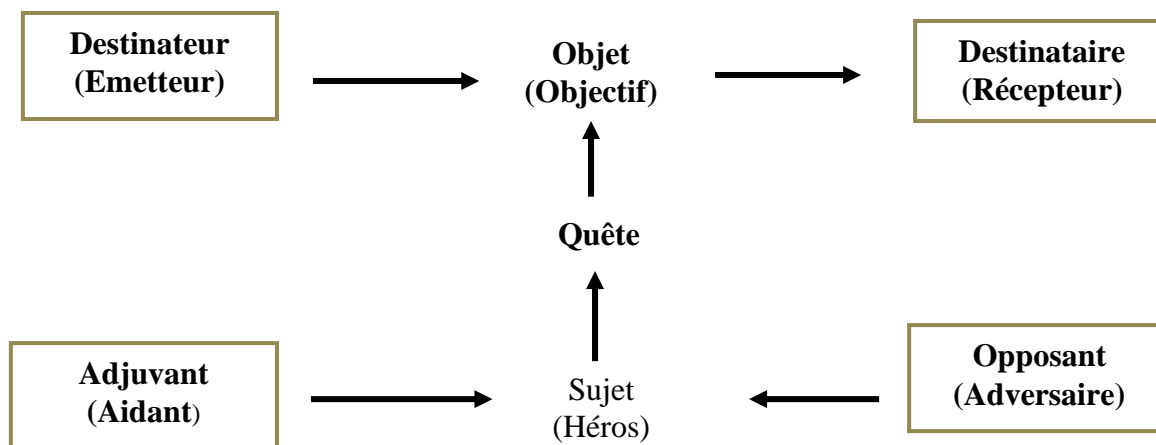 Destinateur
(Emetteur)
Objet
(Objectif)
Destinataire
(Récepteur)
Quête
Adjuvant
(Aidant)
Sujet
(Héros)
Opposant
(Adversaire)